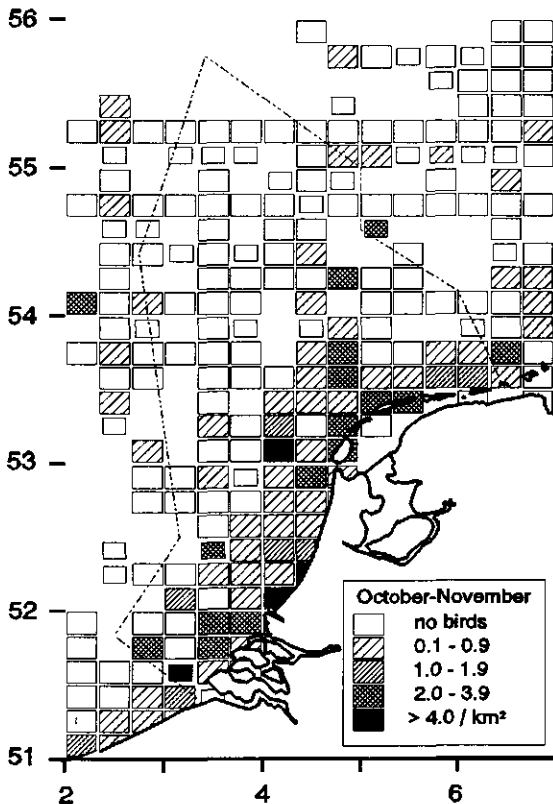 56
55
54
53
52
51
2 4 6
October-November
no birds
0.1 - 0.9
1.0 - 1.9
2.0 - 3.9
> 4.0 / km²